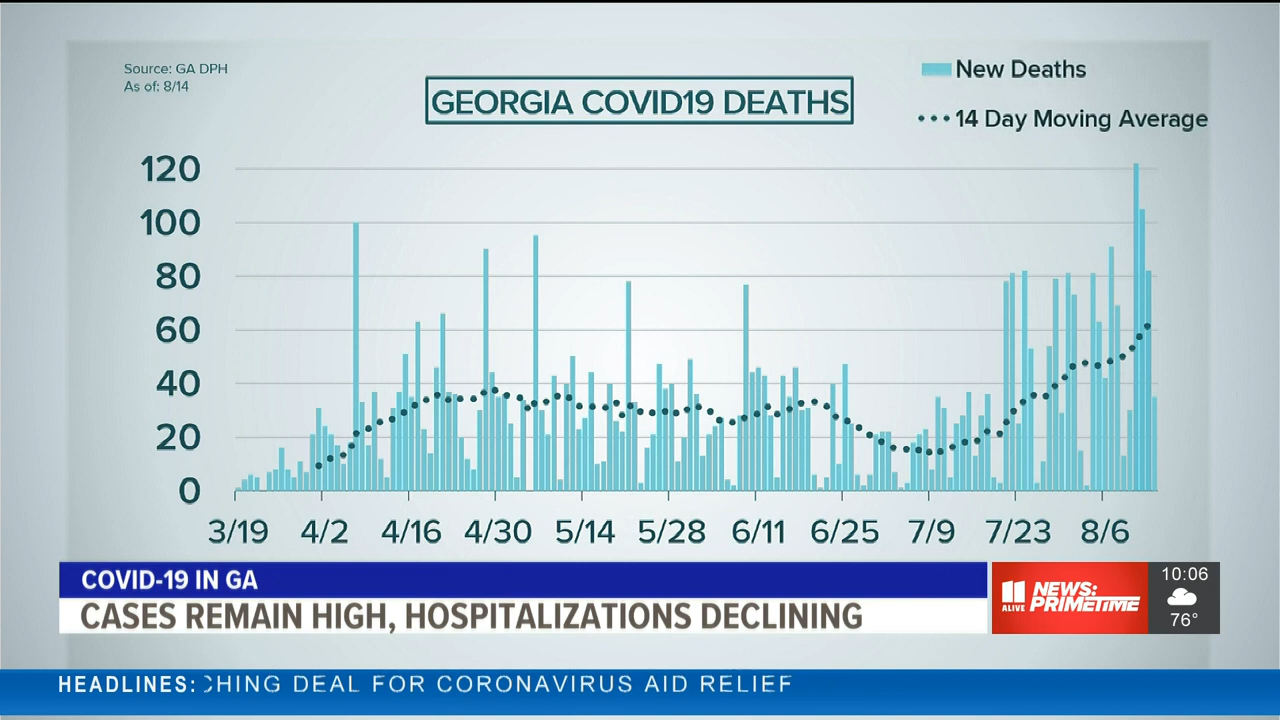 Source: GA DPH
As of: 8/14
GEORGIA COVID19 DEATHS
New Deaths
14 Day Moving Average
120
100
80
60
40
20
0
3/19 4/2 4/16 4/30 5/14 5/28 6/11 6/25 7/9 7/23 8/6
COVID-19 IN GA
CASES REMAIN HIGH, HOSPITALIZATIONS DECLINING
11 ALIVE NEWS: PRIMETIME
10:06
76°
HEADLINES: CHING DEAL FOR CORONAVIRUS AID RELIEF